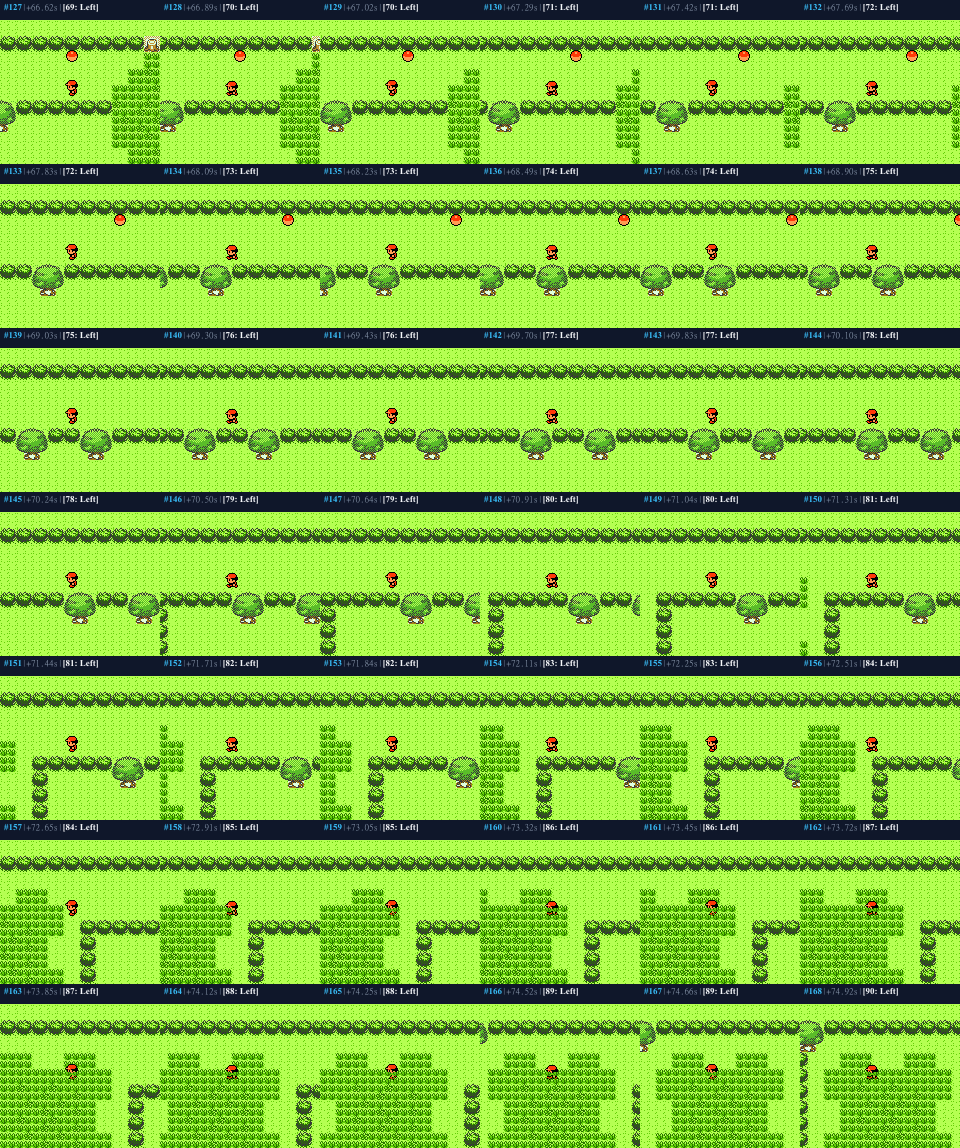 #127|+66.62s|[69: Left] #128|+66.89s|[70: Left] #129|+67.02s|[70: Left] #130|+67.29s|[71: Left] #131|+67.42s|[71: Left] #132|+67.69s|[72: Left]
#133|+67.83s|[72: Left] #134|+68.09s|[73: Left] #135|+68.23s|[73: Left] #136|+68.49s|[74: Left] #137|+68.63s|[74: Left] #138|+68.90s|[75: Left]
#139|+69.03s|[75: Left] #140|+69.30s|[76: Left] #141|+69.43s|[76: Left] #142|+69.70s|[77: Left] #143|+69.83s|[77: Left] #144|+70.10s|[78: Left]
#145|+70.24s|[78: Left] #146|+70.50s|[79: Left] #147|+70.64s|[79: Left] #148|+70.91s|[80: Left] #149|+71.04s|[80: Left] #150|+71.31s|[81: Left]
#151|+71.44s|[81: Left] #152|+71.71s|[82: Left] #153|+71.84s|[82: Left] #154|+72.11s|[83: Left] #155|+72.25s|[83: Left] #156|+72.51s|[84: Left]
#157|+72.65s|[84: Left] #158|+72.91s|[85: Left] #159|+73.05s|[85: Left] #160|+73.32s|[86: Left] #161|+73.45s|[86: Left] #162|+73.72s|[87: Left]
#163|+73.85s|[87: Left] #164|+74.12s|[88: Left] #165|+74.25s|[88: Left] #166|+74.52s|[89: Left] #167|+74.66s|[89: Left] #168|+74.92s|[90: Left]